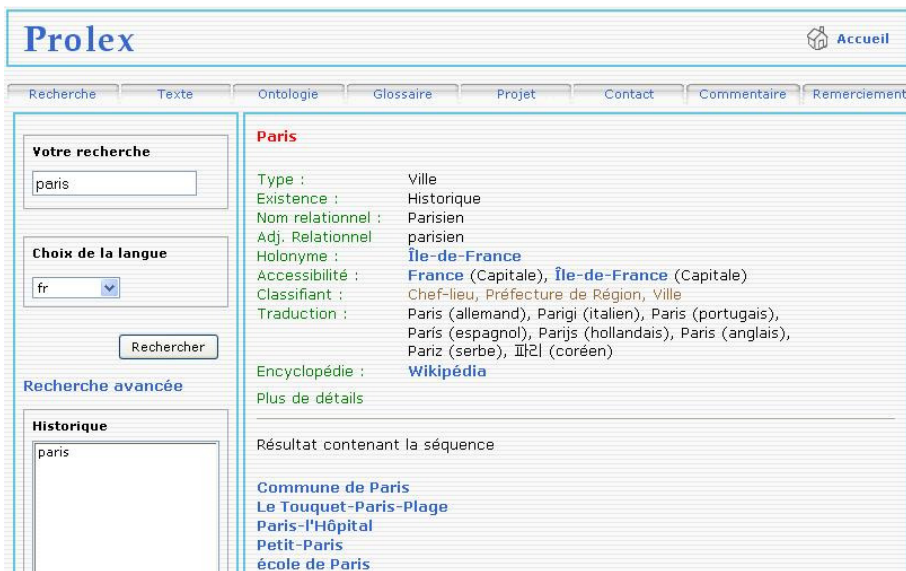 Prolex
Accueil
Recherche Texte Ontologie Glossaire Projet Contact Commentaire Remerciement
Votre recherche
paris
Choix de la langue
fr
Rechercher
Recherche avancée
Historique
paris
Paris
Type : Ville
Existence : Historique
Nom relationnel : Parisien
Adj. Relationnel parisien
Holonyme : Île-de-France
Accessibilité : France (Capitale), Île-de-France (Capitale)
Classifiant : Chef-lieu, Préfecture de Région, Ville
Traduction : Paris (allemand), Parigi (italien), Paris (portugais),
París (espagnol), Parijs (hollandais), Paris (anglais),
Pariz (serbe), 파리 (coréen)
Encyclopédie : Wikipédia
Plus de détails
Résultat contenant la séquence
Commune de Paris
Le Touquet-Paris-Plage
Paris-l'Hôpital
Petit-Paris
école de Paris